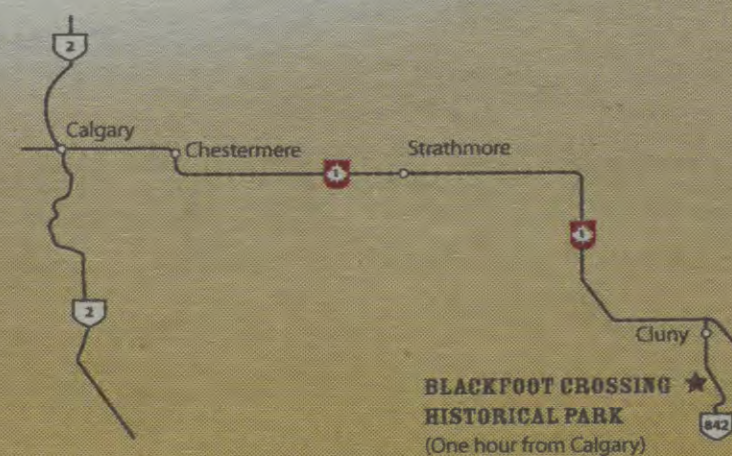 2
Calgary
Chestermere
Strathmore
1
1
2
Cluny
BLACKFOOT CROSSING
HISTORICAL PARK
842
(One hour from Calgary)